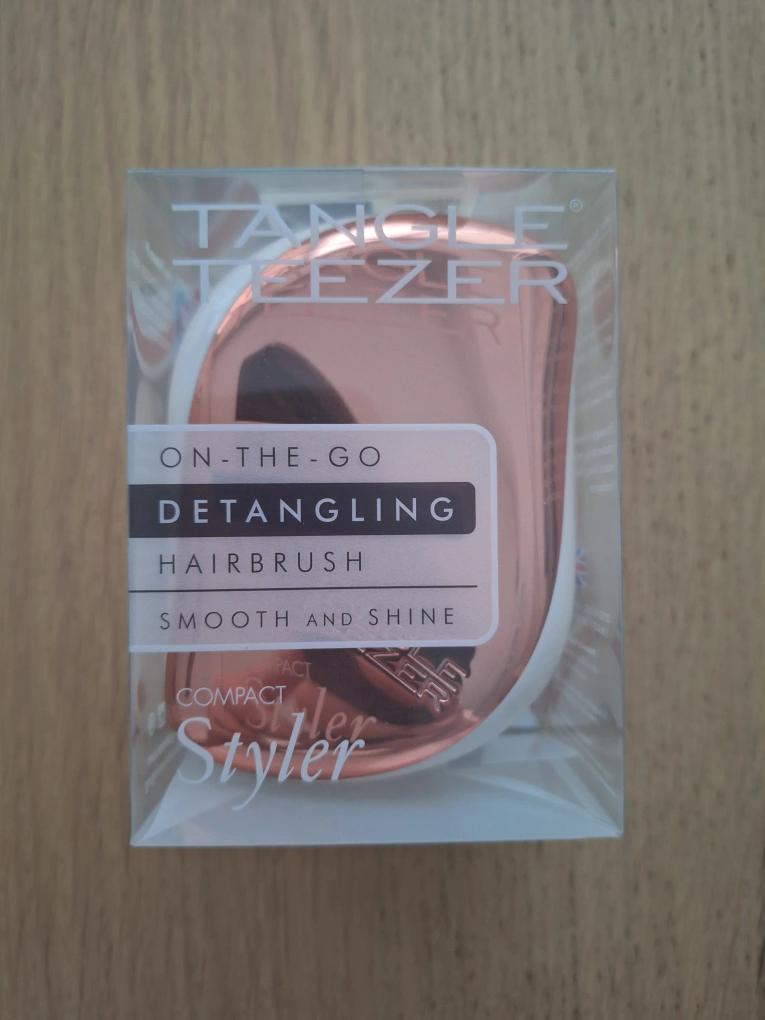 TANGLE®
TEEZER
ON-THE-GO
DETANGLING
HAIRBRUSH
SMOOTH AND SHINE
COMPACT
Styler